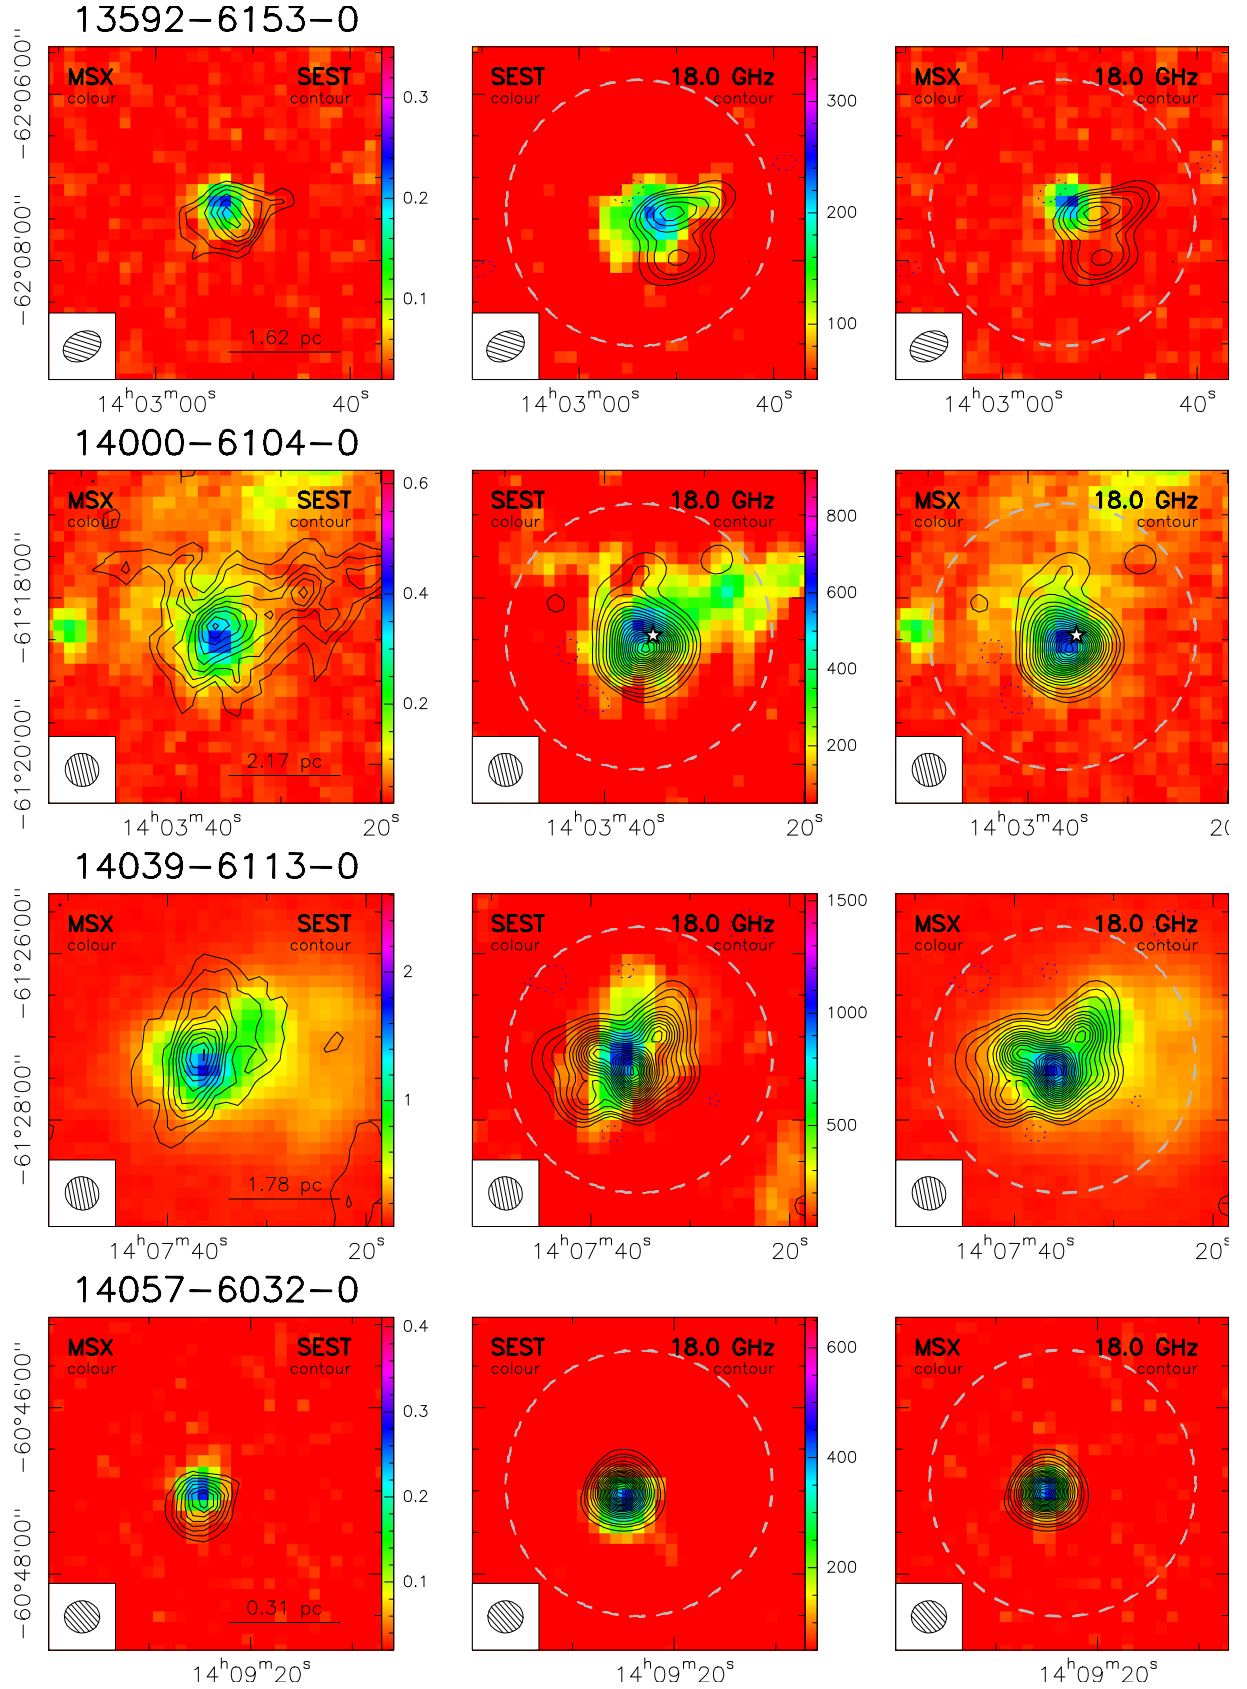 13592-6153-0
MSX SEST SEST 18.0 GHz MSX 18.0 GHz
colour contour colour contour colour contour
−62°06'00'' 0.3 300
0.2 200
−62°08'00'' 0.1 100
1.62 pc
14h03m00s 40s 14h03m00s 40s 14h03m00s 40s
14000-6104-0
MSX SEST SEST 18.0 GHz MSX 18.0 GHz
colour contour colour contour colour contour
0.6 800
−61°18'00'' 0.4 600
400
0.2 200
−61°20'00''
2.17 pc
14h03m40s 20s 14h03m40s 20s 14h03m40s 20
14039-6113-0
MSX SEST SEST 18.0 GHz MSX 18.0 GHz
colour contour colour contour colour contour
−61°26'00'' 1500
2 1000
−61°28'00'' 1 500
1.78 pc
14h07m40s 20s 14h07m40s 20s 14h07m40s 20s
14057-6032-0
MSX SEST SEST 18.0 GHz MSX 18.0 GHz
colour contour colour contour colour contour
0.4 600
−60°46'00'' 0.3 400
0.2
−60°48'00'' 0.1 200
0.31 pc
14h09m20s 14h09m20s 14h09m20s